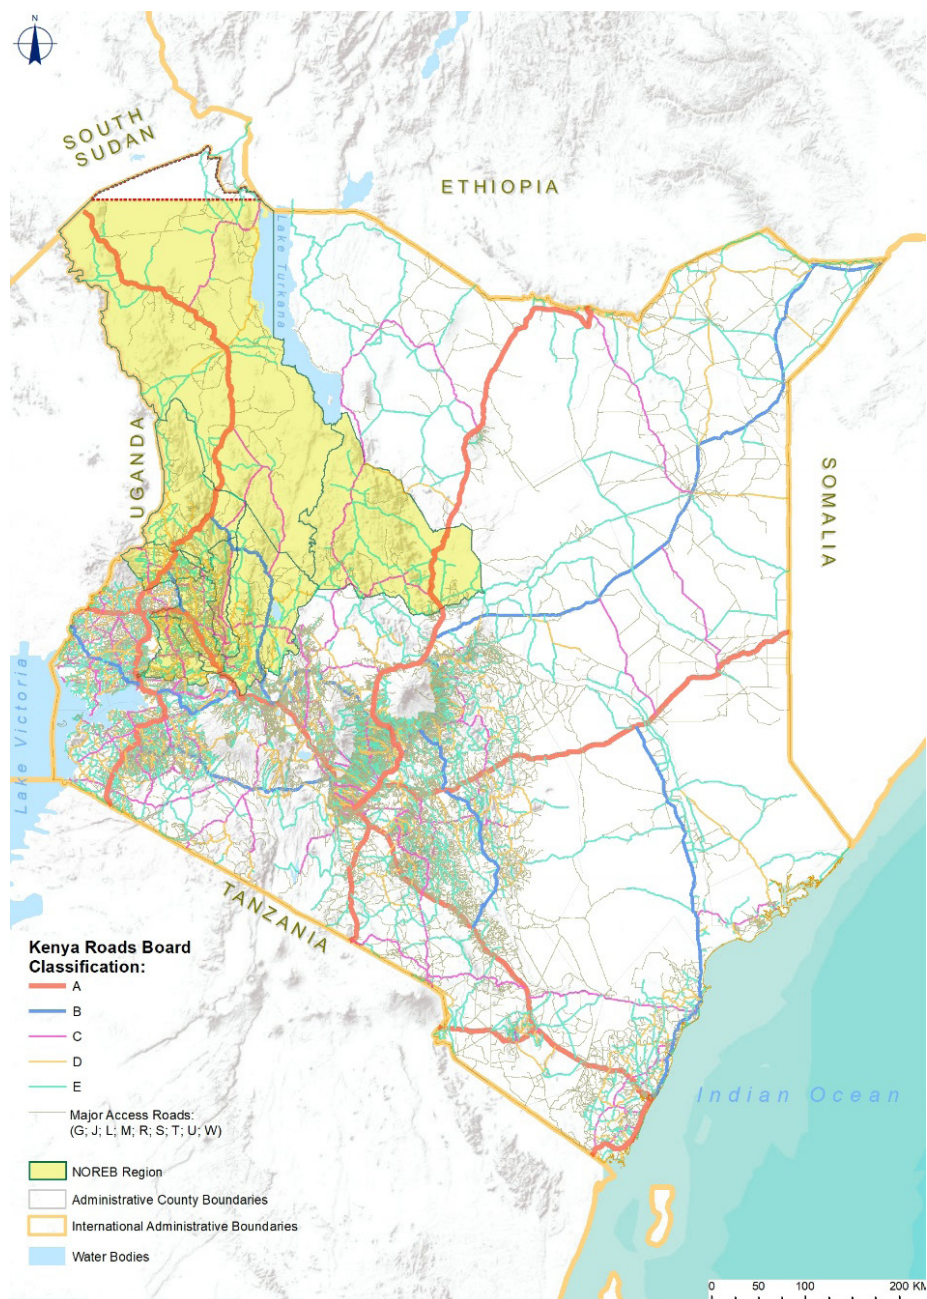 N
SOUTH
SUDAN
ETHIOPIA
Lake Turkana
UGANDA
SOMALIA
Lake Victoria
TANZANIA
Indian Ocean
Kenya Roads Board
Classification:
A
B
C
D
E
Major Access Roads:
(G; J; L; M; R; S; T; U; W)
NOREB Region
Administrative County Boundaries
International Administrative Boundaries
Water Bodies
0 50 100 200 KM